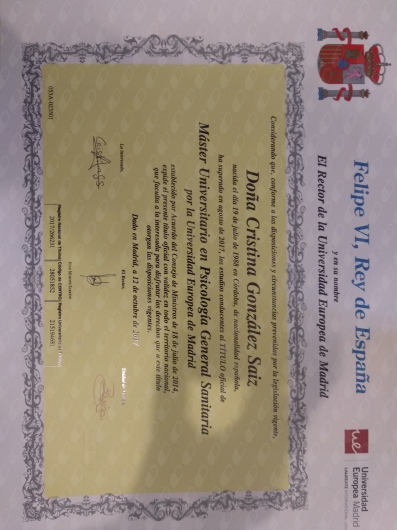 Felipe VI, Rey de España
y en su nombre
El Rector de la Universidad Europea de Madrid
ue
Universidad
Europea Madrid
LAUREATE INTERNATIONAL
Considerando que, conforme a las disposiciones y circunstancias prevenidas por la legislación vigente,
Doña Cristina González Saiz
nacida el día 19 de julio de en Córdoba, de nacionalidad española,
ha superado en agosto de 2017, los estudios conducentes al TÍTULO oficial de
Máster Universitario en Psicología General Sanitaria
por la Universidad Europea de Madrid
establecido por Acuerdo del Consejo de Ministros de 18 de julio de 2014,
expide el presente título oficial con validez en todo el territorio nacional,
que faculta a la interesada para disfrutar los derechos que a este título
otorgan las disposiciones vigentes.
Dado en Madrid, a 12 de octubre de
La interesada,
El Rector,